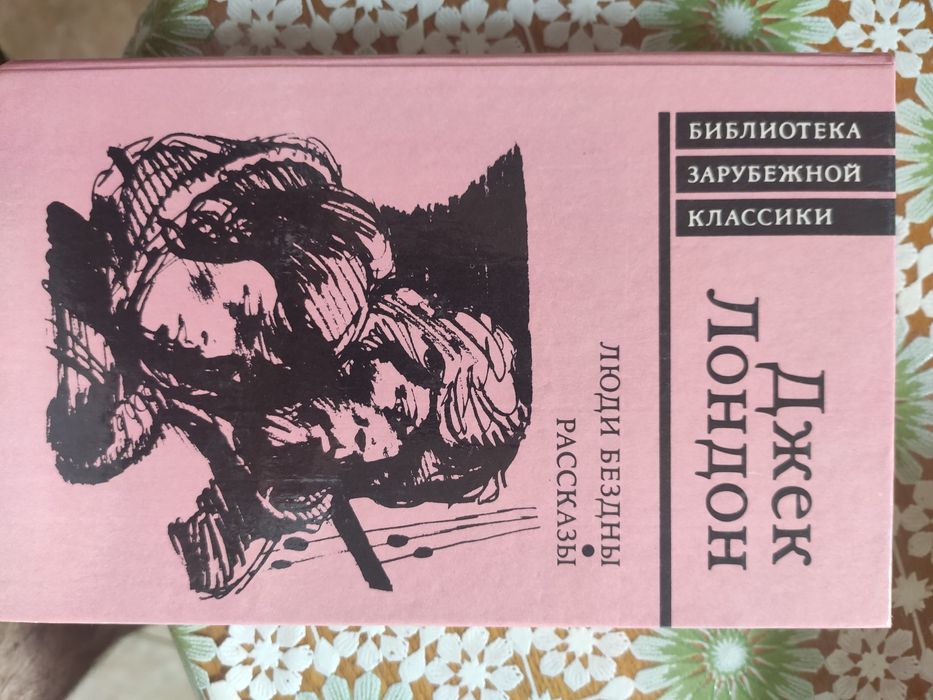 БИБЛИОТЕКА
ЗАРУБЕЖНОЙ
КЛАССИКИ
Джек
ЛОНДОН
ЛЮДИ БЕЗДНЫ
•
РАССКАЗЫ